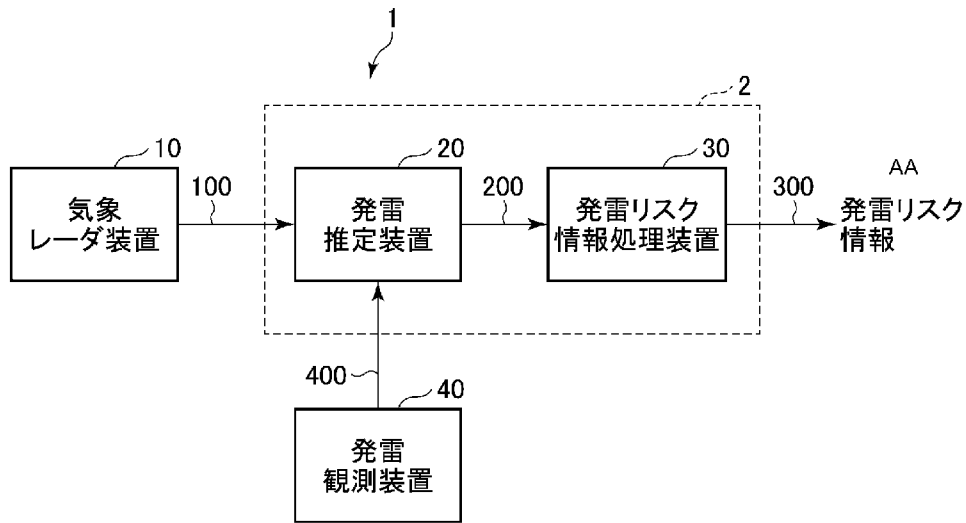 1
2
10
気象
レーダ装置
100
20
発雷
推定装置
200
30
発雷リスク
情報処理装置
300
AA
発雷リスク
情報
400
40
発雷
観測装置